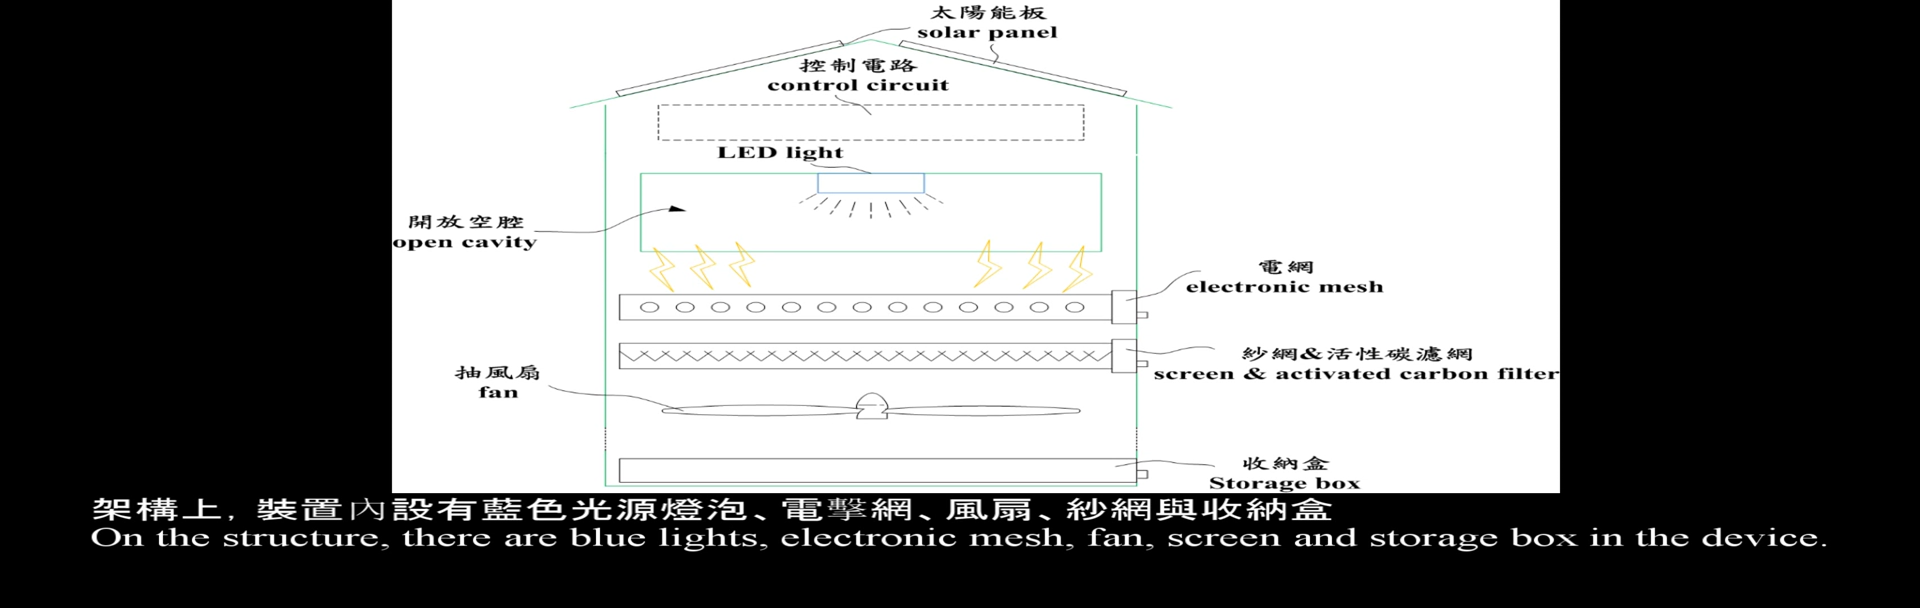 太陽能板
solar panel
控制電路
control circuit
LED light
開放空腔
open cavity
電網
electronic mesh
紗網&活性碳濾網
screen & activated carbon filter
抽風扇
fan
收納盒
Storage box
架構上, 裝置內設有藍色光源燈泡、電擊網、風扇、紗網與收納盒
On the structure, there are blue lights, electronic mesh, fan, screen and storage box in the device.